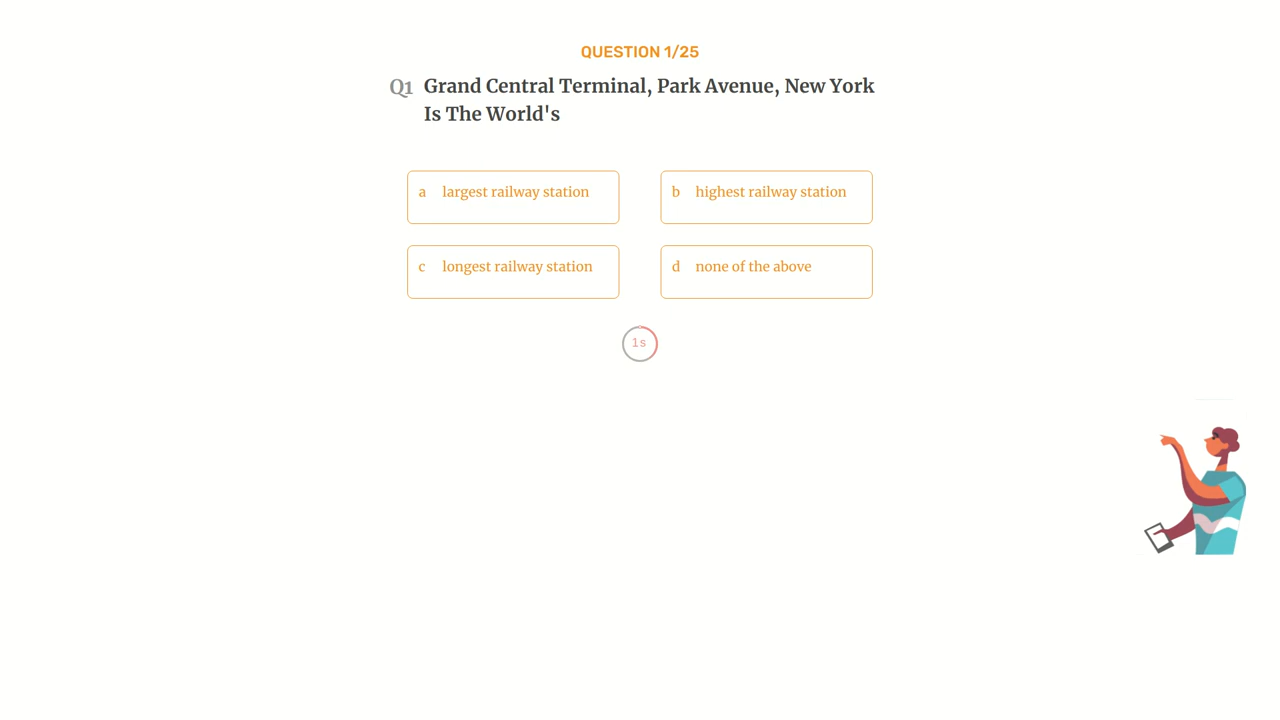 QUESTION 1/25
Q1 Grand Central Terminal, Park Avenue, New York
Is The World's
a largest railway station
b highest railway station
c longest railway station
d none of the above
1s